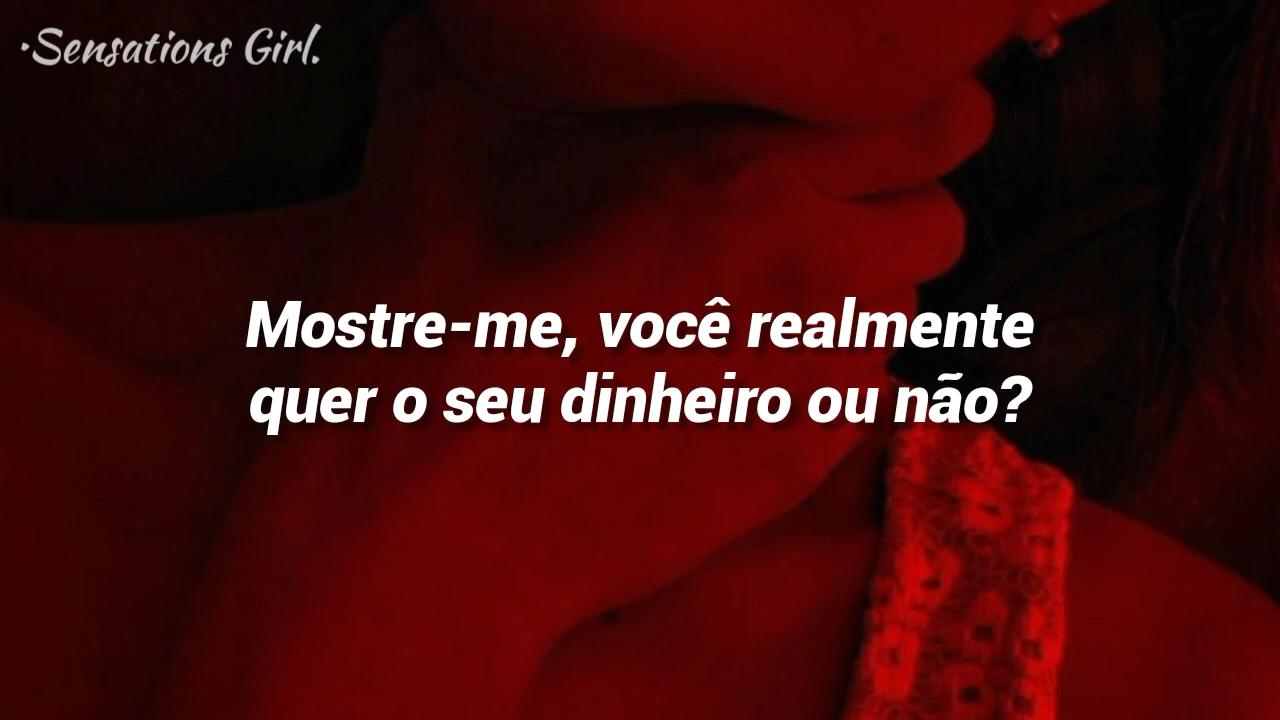 ·Sensations Girl.
Mostre-me, você realmente
quer o seu dinheiro ou não?